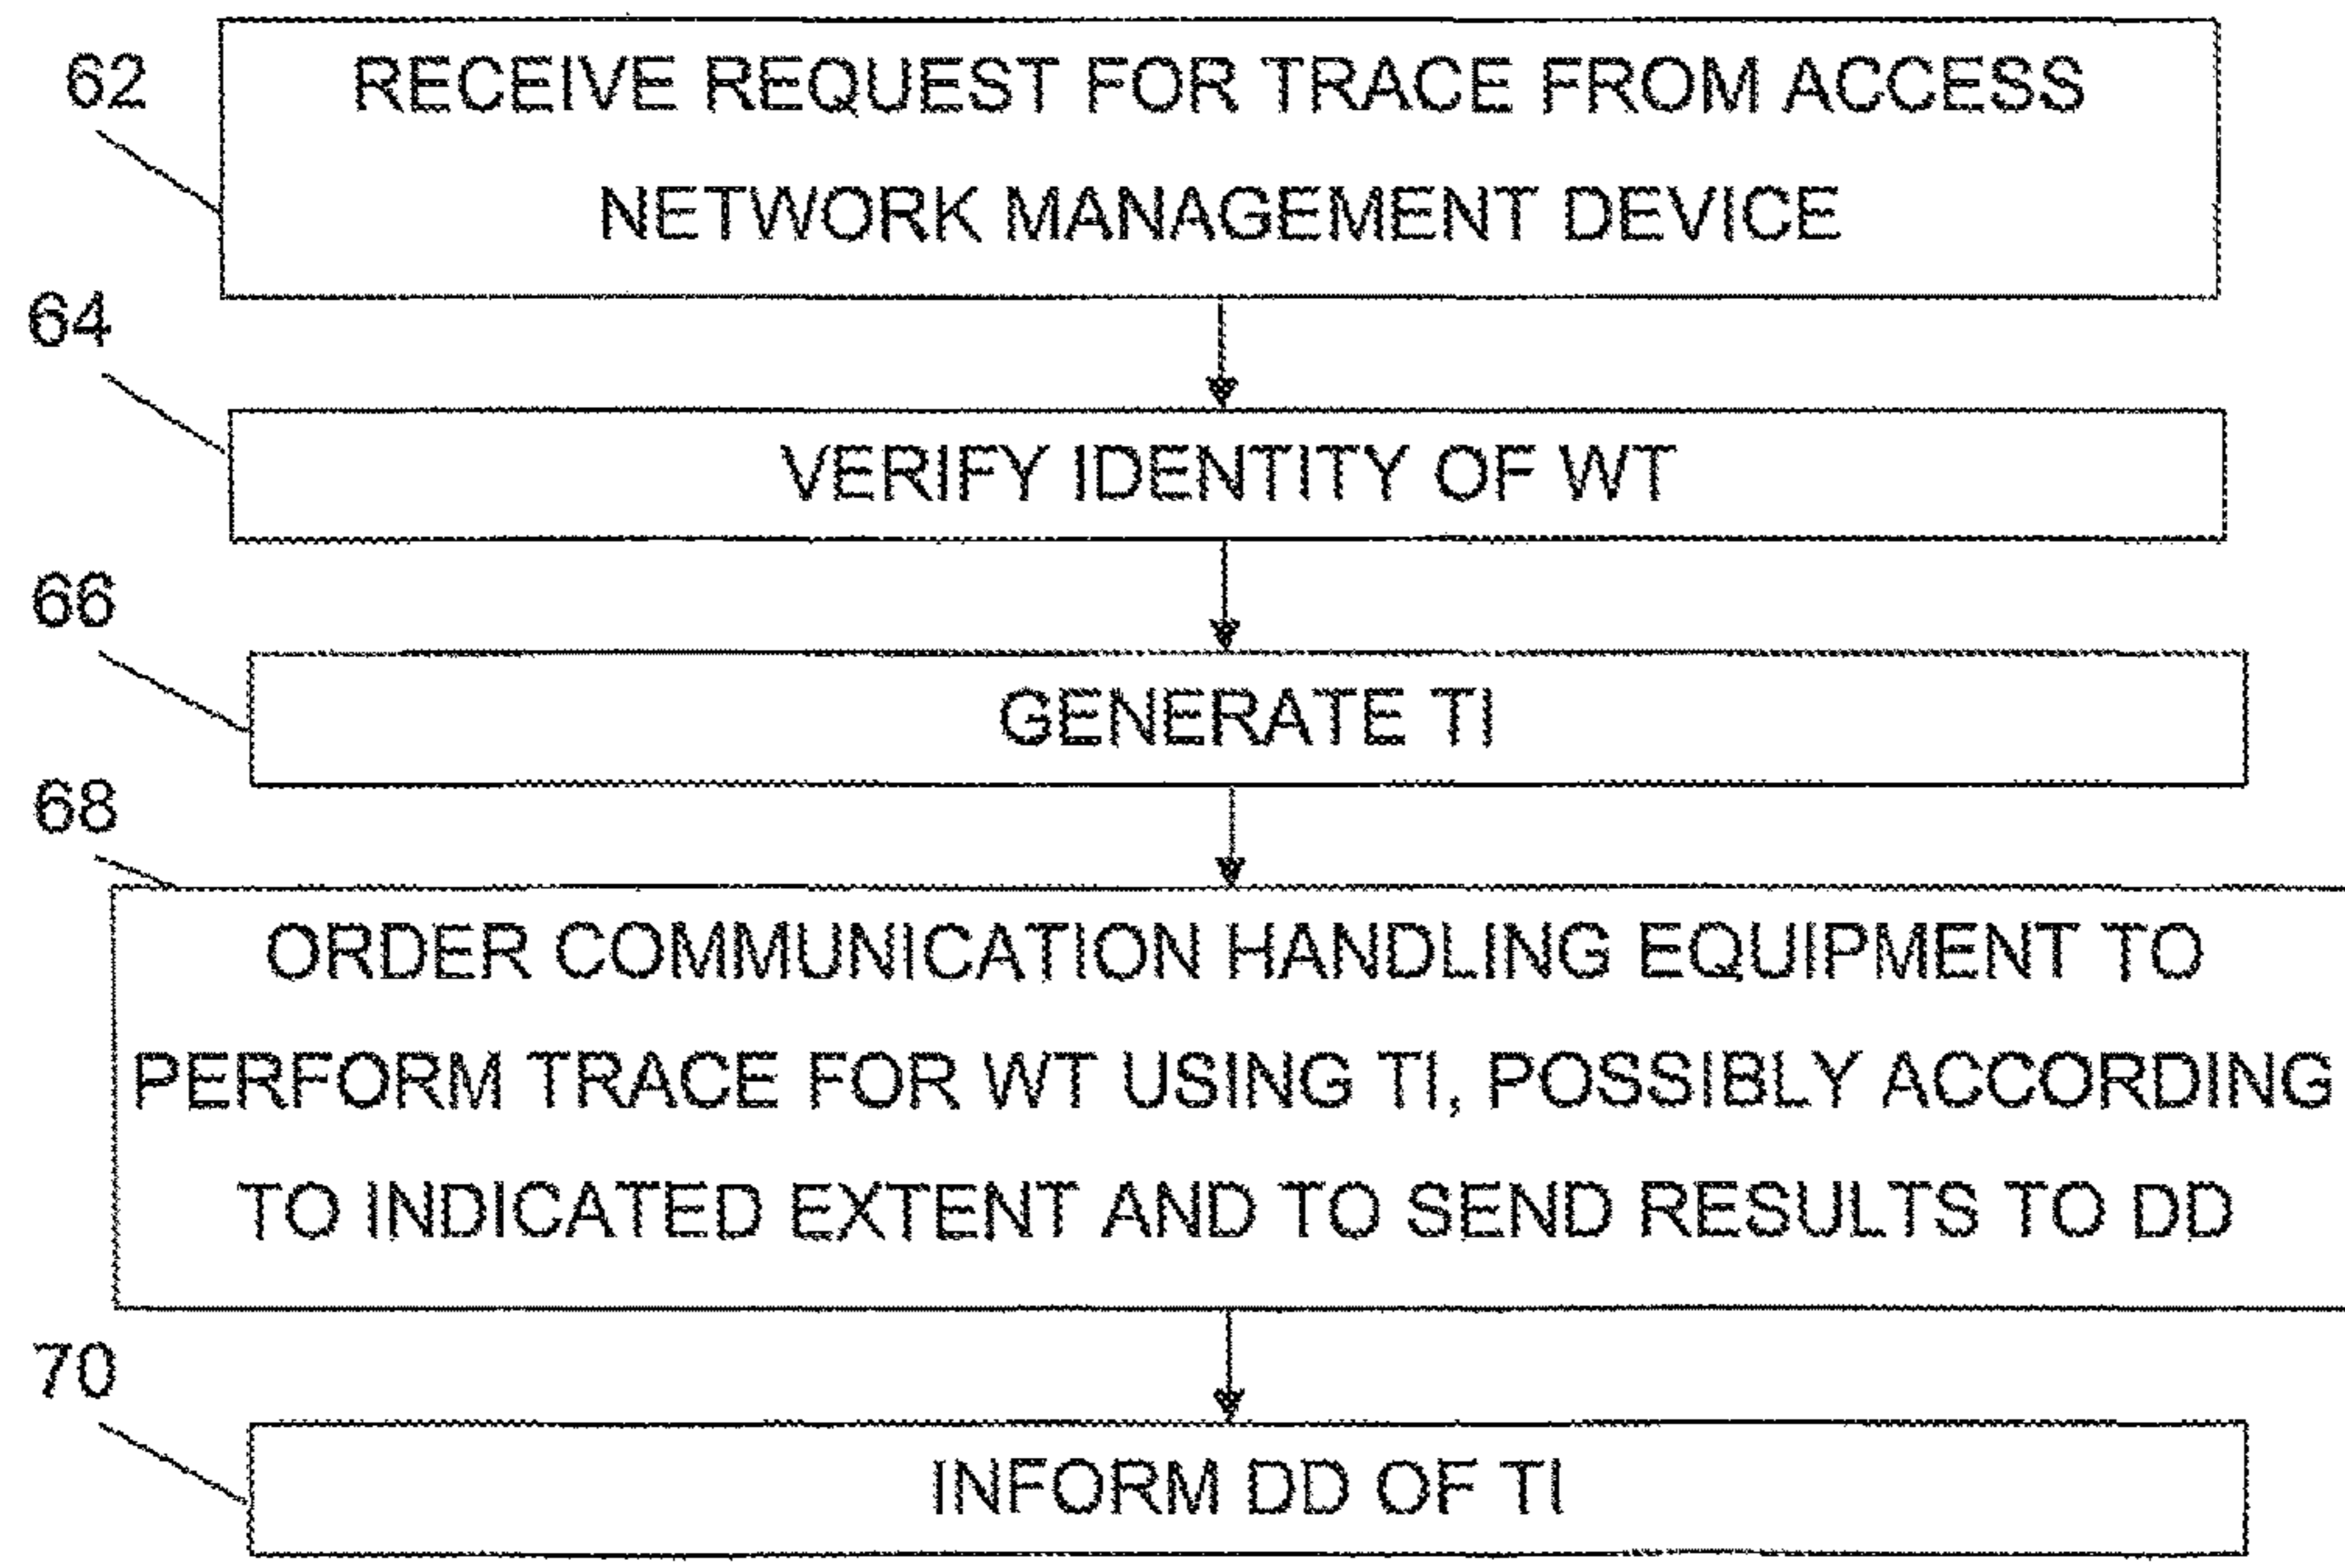 62
RECEIVE REQUEST FOR TRACE FROM ACCESS
NETWORK MANAGEMENT DEVICE
64
VERIFY IDENTITY OF WT
66
GENERATE TI
68
ORDER COMMUNICATION HANDLING EQUIPMENT TO
PERFORM TRACE FOR WT USING TI, POSSIBLY ACCORDING
TO INDICATED EXTENT AND TO SEND RESULTS TO DD
70
INFORM DD OF TI